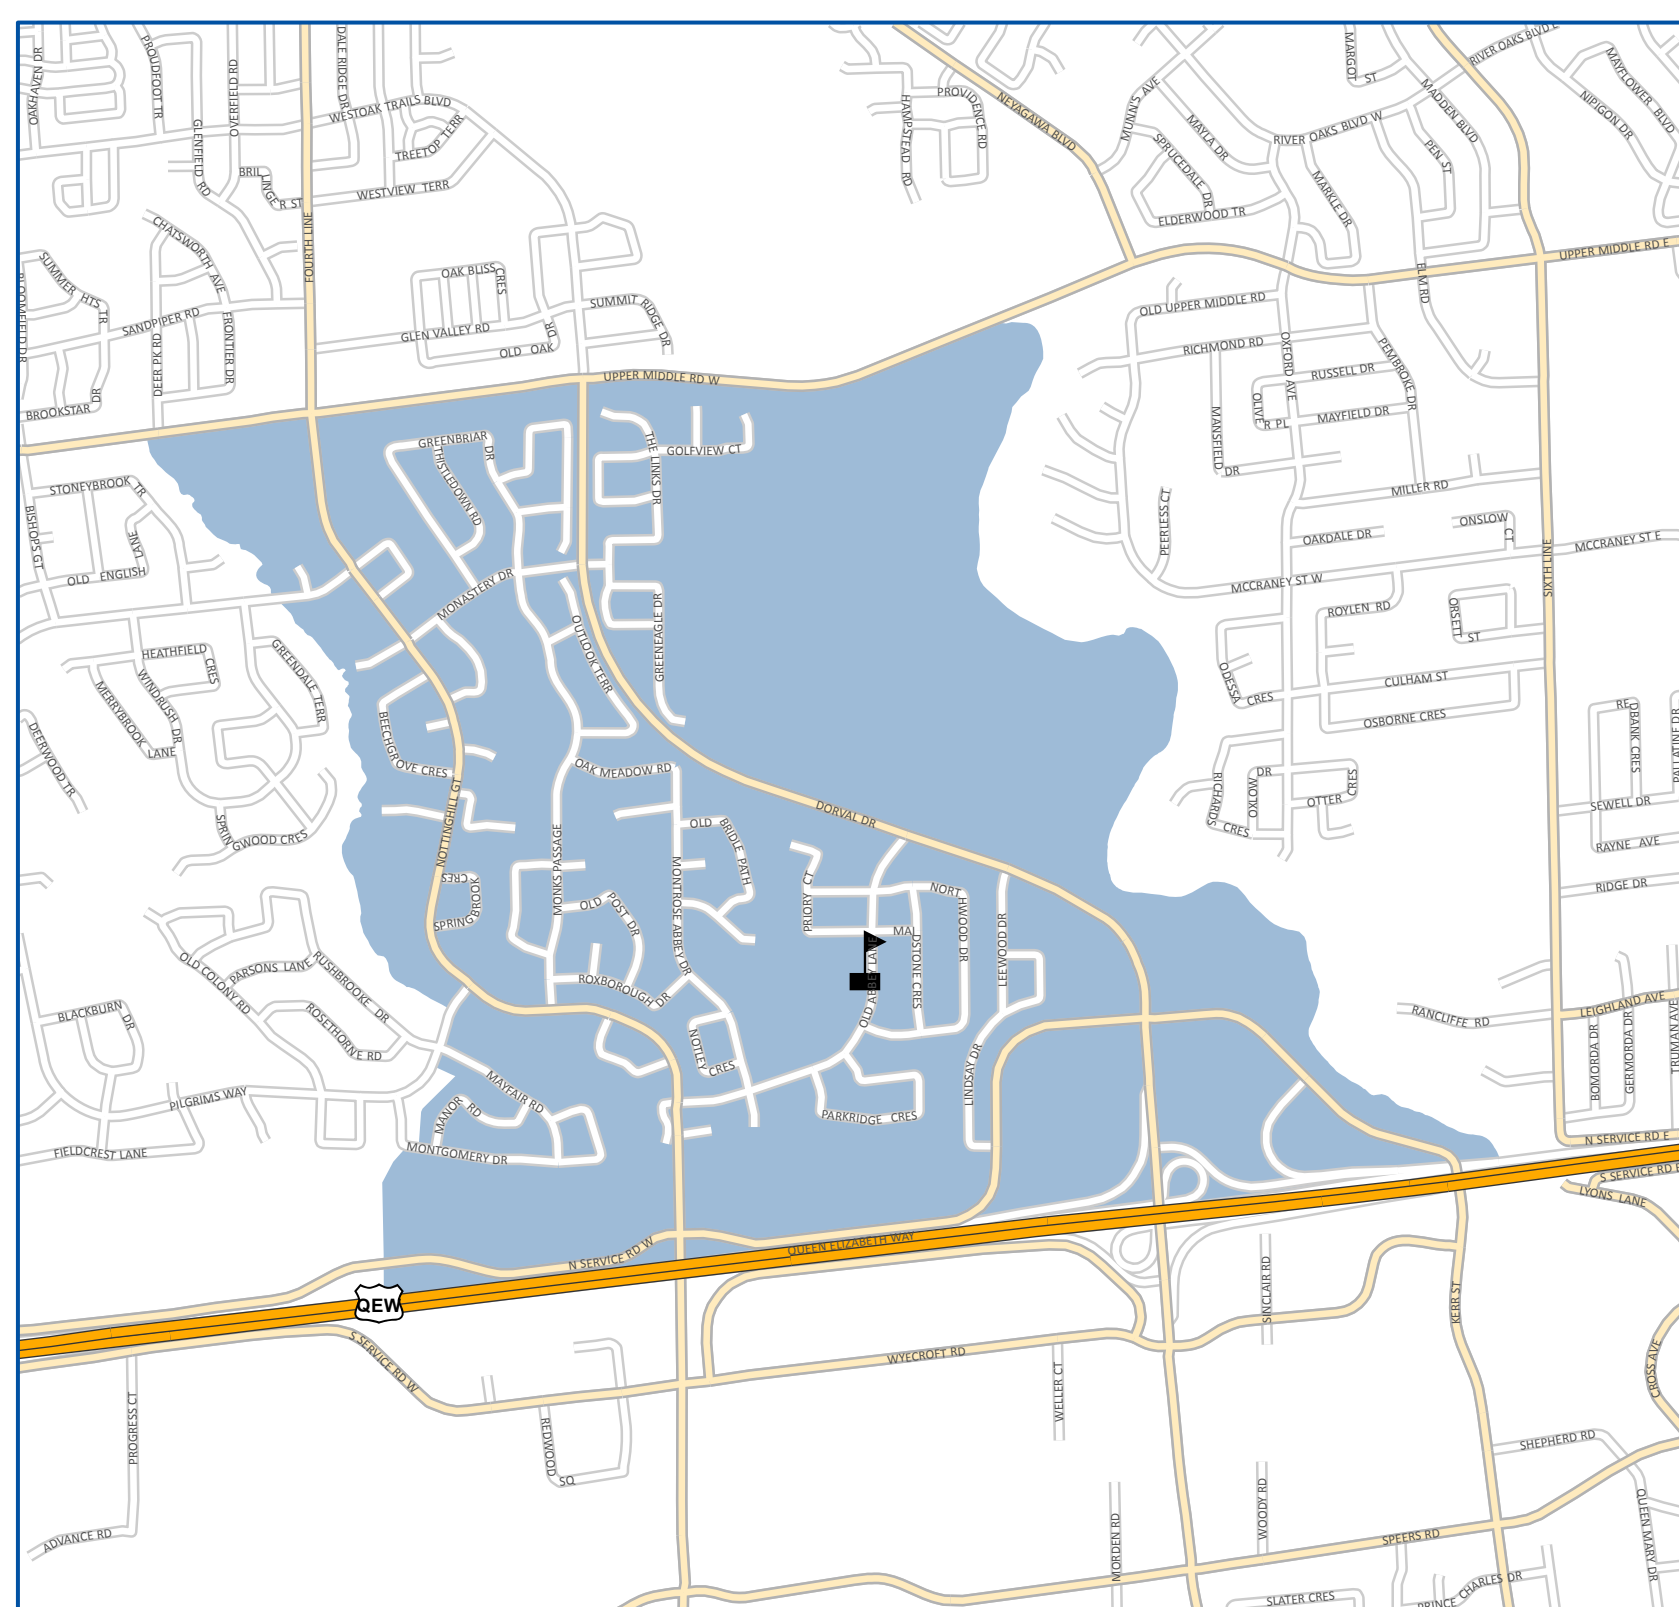 OAKHAVEN DR
PROUDFOOT TR
OVERFIELD RD
GLENFIELD RD
DALE RIDGE DR
WESTOAK TRAILS BLVD
TREETOP TERR
WESTVIEW TERR
BRILLINGER ST
FOURTH LINE
CHATSWORTH AVE
SUMMER HTS TR
SANDPIPER RD
DEER PK RD
FRONTIER DR
BROOKSTAR DR
BLOOMFIELD DR
OAK BLISS CRES
GLEN VALLEY RD
OLD OAK DR
SUMMIT RIDGE DR
UPPER MIDDLE RD W
HAMPSTEAD RD
PROVIDENCE RD
NEYAGAWA BLVD
MUNN'S AVE
MAYLA DR
SPRUCEDALE DR
ELDERWOOD TR
MARGOT ST
RIVER OAKS BLVD W
RIVER OAKS BLVD E
MADDEN BLVD
PEN ST
MARKLE DR
MAYFLOWER BLVD
NIPIGON DR
UPPER MIDDLE RD E
ELM RD
OLD UPPER MIDDLE RD
RICHMOND RD
OXFORD AVE
RUSSELL DR
PEMBROKE DR
OLIVER PL
MAYFIELD DR
MANSFIELD DR
MILLER RD
PEERLESS CT
ONSLOW CT
OAKDALE DR
MCCRANEY ST E
MCCRANEY ST W
SIXTH LINE
ROYLEN RD
ORSETT ST
ODESSA CRES
CULHAM ST
OSBORNE CRES
REDBANK CRES
PALLATINE DR
RICHARDS CRES
OXLOW DR
OTTER CRES
SEWELL DR
RAYNE AVE
RIDGE DR
STONEYBROOK TR
BISHOPS GT
OLD ENGLISH LANE
GREENBRIAR DR
THISTLEDOWN RD
THE LINKS DR
GOLFVIEW CT
MONASTERY DR
OUTLOOK TERR
GREENEAGLE DR
HEATHFIELD CRES
WINDRUSH DR
MERRYBROOK LANE
GREENDALE TERR
DEERWOOD TR
SPRINGWOOD CRES
BEECHGROVE CRES
NOTTINGHILL GT
OAK MEADOW RD
DORVAL DR
MONKS PASSAGE
OLD BRIDLE PATH
MONTROSE ABBEY DR
SPRING BROOK CRES
OLD POST DR
ROXBOROUGH DR
PRIORY CT
NORTHWOOD DR
MAIDSTONE CRES
OLD ABBEY LANE
LEEWOOD DR
LINDSAY DR
NOTLEY CRES
PARKRIDGE CRES
OLD COLONY RD
PARSONS LANE
RUSHBROOKE DR
ROSETHORNE RD
BLACKBURN DR
PILGRIMS WAY
FIELDCREST LANE
MAYFAIR RD
MANOR RD
MONTGOMERY DR
RANCLIFFE RD
LEIGHLAND AVE
BOMORDA DR
GERMORDA DR
TRUMAN AVE
N SERVICE RD E
S SERVICE RD E
LYONS LANE
N SERVICE RD W
QUEEN ELIZABETH WAY
QEW
S SERVICE RD W
PROGRESS CT
ADVANCE RD
REDWOOD SQ
WYECROFT RD
WELLER CT
SINCLAIR RD
KERR ST
CROSS AVE
SHEPHERD RD
QUEEN MARY DR
SPEERS RD
WOODY RD
MORDEN RD
SLATER CRES
PRINCE CHARLES DR